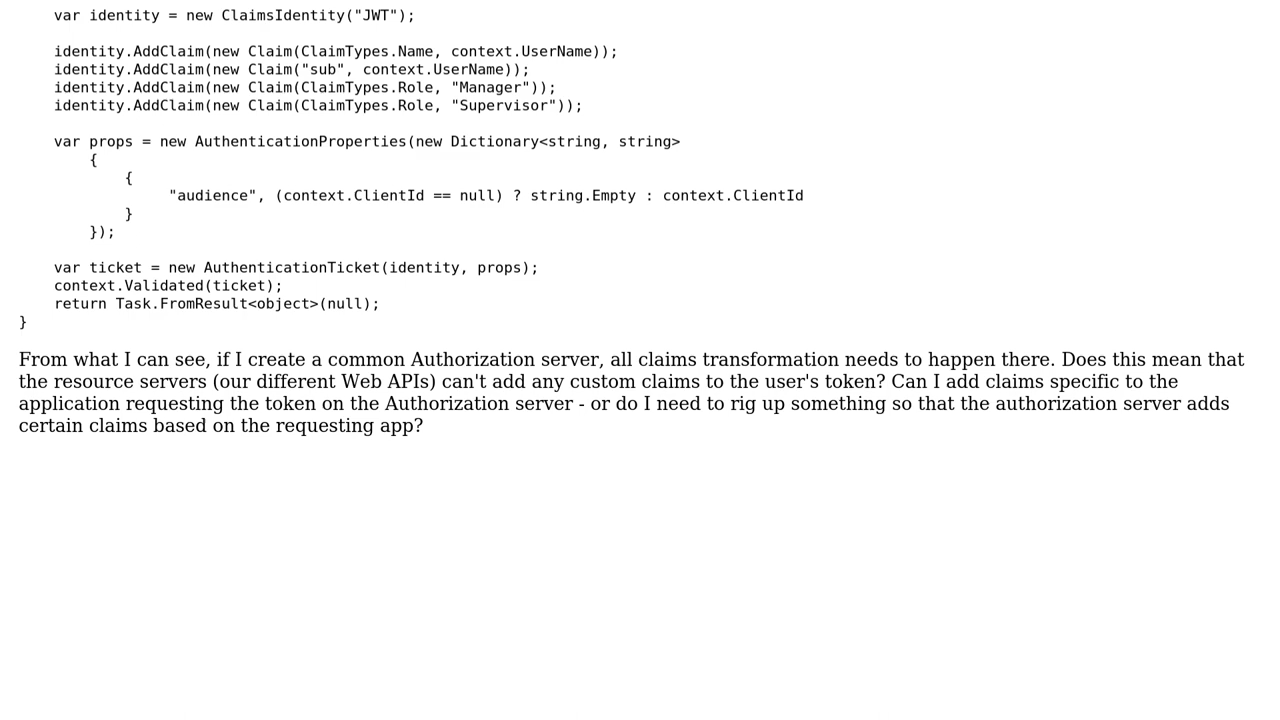 var identity = new ClaimsIdentity("JWT");
identity.AddClaim(new Claim(ClaimTypes.Name, context.UserName));
identity.AddClaim(new Claim("sub", context.UserName));
identity.AddClaim(new Claim(ClaimTypes.Role, "Manager"));
identity.AddClaim(new Claim(ClaimTypes.Role, "Supervisor"));
var props = new AuthenticationProperties(new Dictionary<string, string>
{
{
"audience", (context.ClientId == null) ? string.Empty : context.ClientId
}
});
var ticket = new AuthenticationTicket(identity, props);
context.Validated(ticket);
return Task.FromResult<object>(null);
}
From what I can see, if I create a common Authorization server, all claims transformation needs to happen there. Does this mean that
the resource servers (our different Web APIs) can't add any custom claims to the user's token? Can I add claims specific to the
application requesting the token on the Authorization server - or do I need to rig up something so that the authorization server adds
certain claims based on the requesting app?